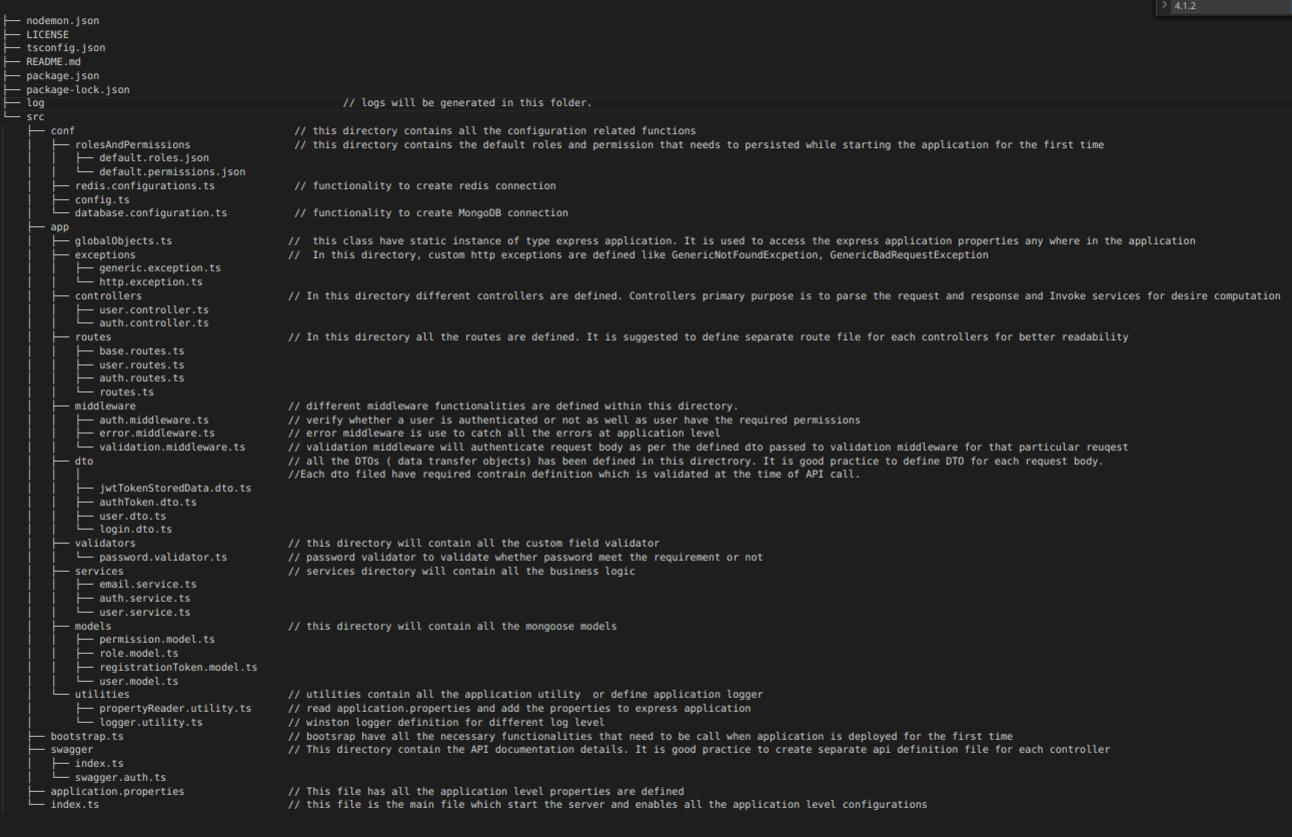 > 4.1.2
├── nodemon.json
├── LICENSE
├── tsconfig.json
├── README.md
├── package.json
├── package-lock.json
├── log // logs will be generated in this folder.
└── src
├── conf // this directory contains all the configuration related functions
│ ├── rolesAndPermissions // this directory contains the default roles and permission that needs to persisted while starting the application for the first time
│ │ ├── default.roles.json
│ │ └── default.permissions.json
│ ├── redis.configurations.ts // functionality to create redis connection
│ ├── config.ts
│ └── database.configuration.ts // functionality to create MongoDB connection
├── app
│ ├── globalObjects.ts // this class have static instance of type express application. It is used to access the express application properties any where in the application
│ ├── exceptions // In this directory, custom http exceptions are defined like GenericNotFoundExcpetion, GenericBadRequestException
│ │ ├── generic.exception.ts
│ │ └── http.exception.ts
│ ├── controllers // In this directory different controllers are defined. Controllers primary purpose is to parse the request and response and Invoke services for desire computation
│ │ ├── user.controller.ts
│ │ └── auth.controller.ts
│ ├── routes // In this directory all the routes are defined. It is suggested to define separate route file for each controllers for better readability
│ │ ├── base.routes.ts
│ │ ├── user.routes.ts
│ │ ├── auth.routes.ts
│ │ └── routes.ts
│ ├── middleware // different middleware functionalities are defined within this directory.
│ │ ├── auth.middleware.ts // verify whether a user is authenticated or not as well as user have the required permissions
│ │ ├── error.middleware.ts // error middleware is use to catch all the errors at application level
│ │ └── validation.middleware.ts // validation middleware will authenticate request body as per the defined dto passed to validation middleware for that particular reuqest
│ ├── dto // all the DTOs ( data transfer objects) has been defined in this directrory. It is good practice to define DTO for each request body.
│ │ │ //Each dto filed have required contrain definition which is validated at the time of API call.
│ │ ├── jwtTokenStoredData.dto.ts
│ │ ├── authToken.dto.ts
│ │ ├── user.dto.ts
│ │ └── login.dto.ts
│ ├── validators // this directory will contain all the custom field validator
│ │ └── password.validator.ts // password validator to validate whether password meet the requirement or not
│ ├── services // services directory will contain all the business logic
│ │ ├── email.service.ts
│ │ ├── auth.service.ts
│ │ └── user.service.ts
│ ├── models // this directory will contain all the mongoose models
│ │ ├── permission.model.ts
│ │ ├── role.model.ts
│ │ ├── registrationToken.model.ts
│ │ └── user.model.ts
│ └── utilities // utilities contain all the application utility or define application logger
│ ├── propertyReader.utility.ts // read application.properties and add the properties to express application
│ └── logger.utility.ts // winston logger definition for different log level
├── bootstrap.ts // bootsrap have all the necessary functionalities that need to be call when application is deployed for the first time
├── swagger // This directory contain the API documentation details. It is good practice to create separate api definition file for each controller
│ ├── index.ts
│ └── swagger.auth.ts
├── application.properties // This file has all the application level properties are defined
└── index.ts // this file is the main file which start the server and enables all the application level configurations